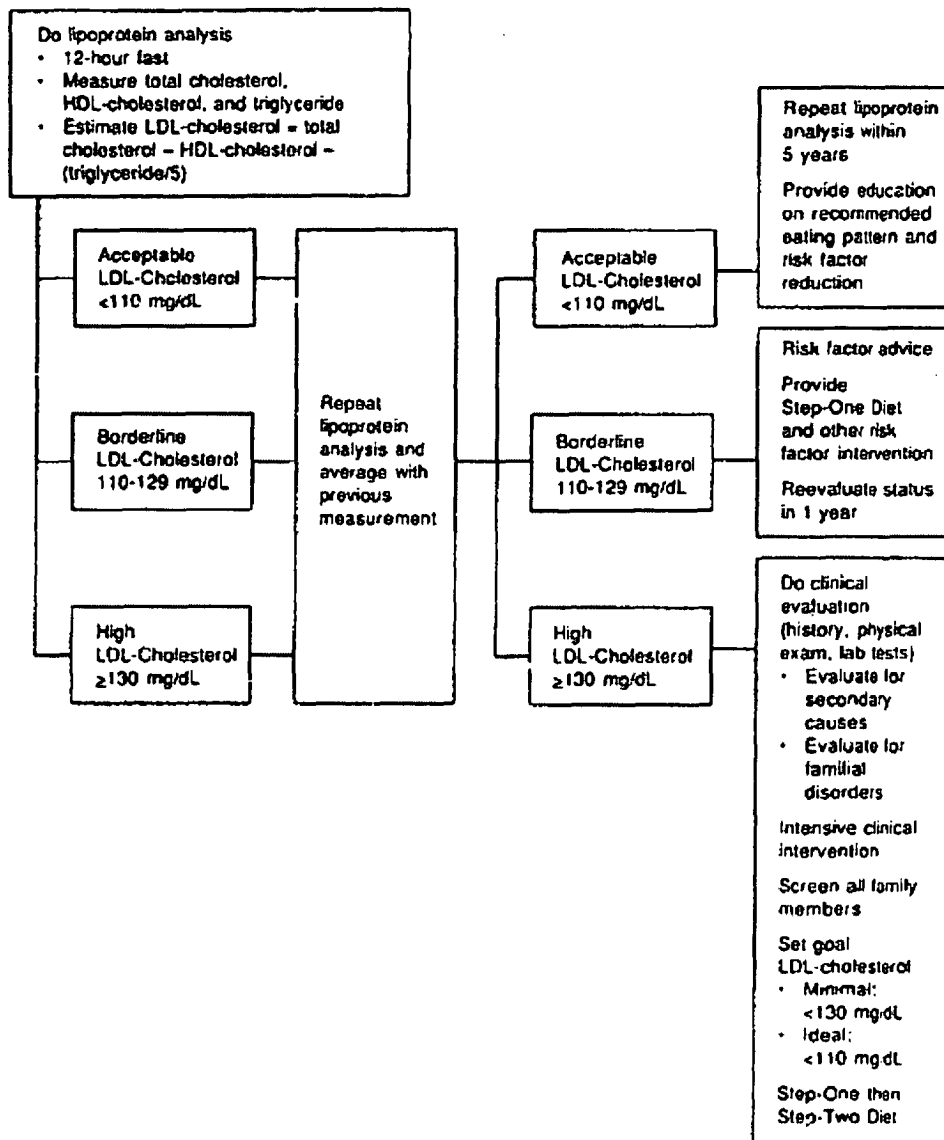 Do lipoprotein analysis
• 12-hour fast
• Measure total cholesterol,
HDL-cholesterol, and triglyceride
• Estimate LDL-cholesterol = total
cholesterol – HDL-cholesterol –
(triglyceride/5)
Acceptable
LDL-Cholesterol
<110 mg/dL
Borderline
LDL-Cholesterol
110-129 mg/dL
High
LDL-Cholesterol
≥130 mg/dL
Repeat
lipoprotein
analysis and
average with
previous
measurement
Acceptable
LDL-Cholesterol
<110 mg/dL
Borderline
LDL-Cholesterol
110-129 mg/dL
High
LDL-Cholesterol
≥130 mg/dL
Repeat lipoprotein
analysis within
5 years
Provide education
on recommended
eating pattern and
risk factor
reduction
Risk factor advice
Provide
Step-One Diet
and other risk
factor intervention
Reevaluate status
in 1 year
Do clinical
evaluation
(history, physical
exam, lab tests)
• Evaluate for
secondary
causes
• Evaluate for
familial
disorders
Intensive clinical
intervention
Screen all family
members
Set goal
LDL-cholesterol
• Minimal:
<130 mg/dL
• Ideal:
<110 mg/dL
Step-One then
Step-Two Diet